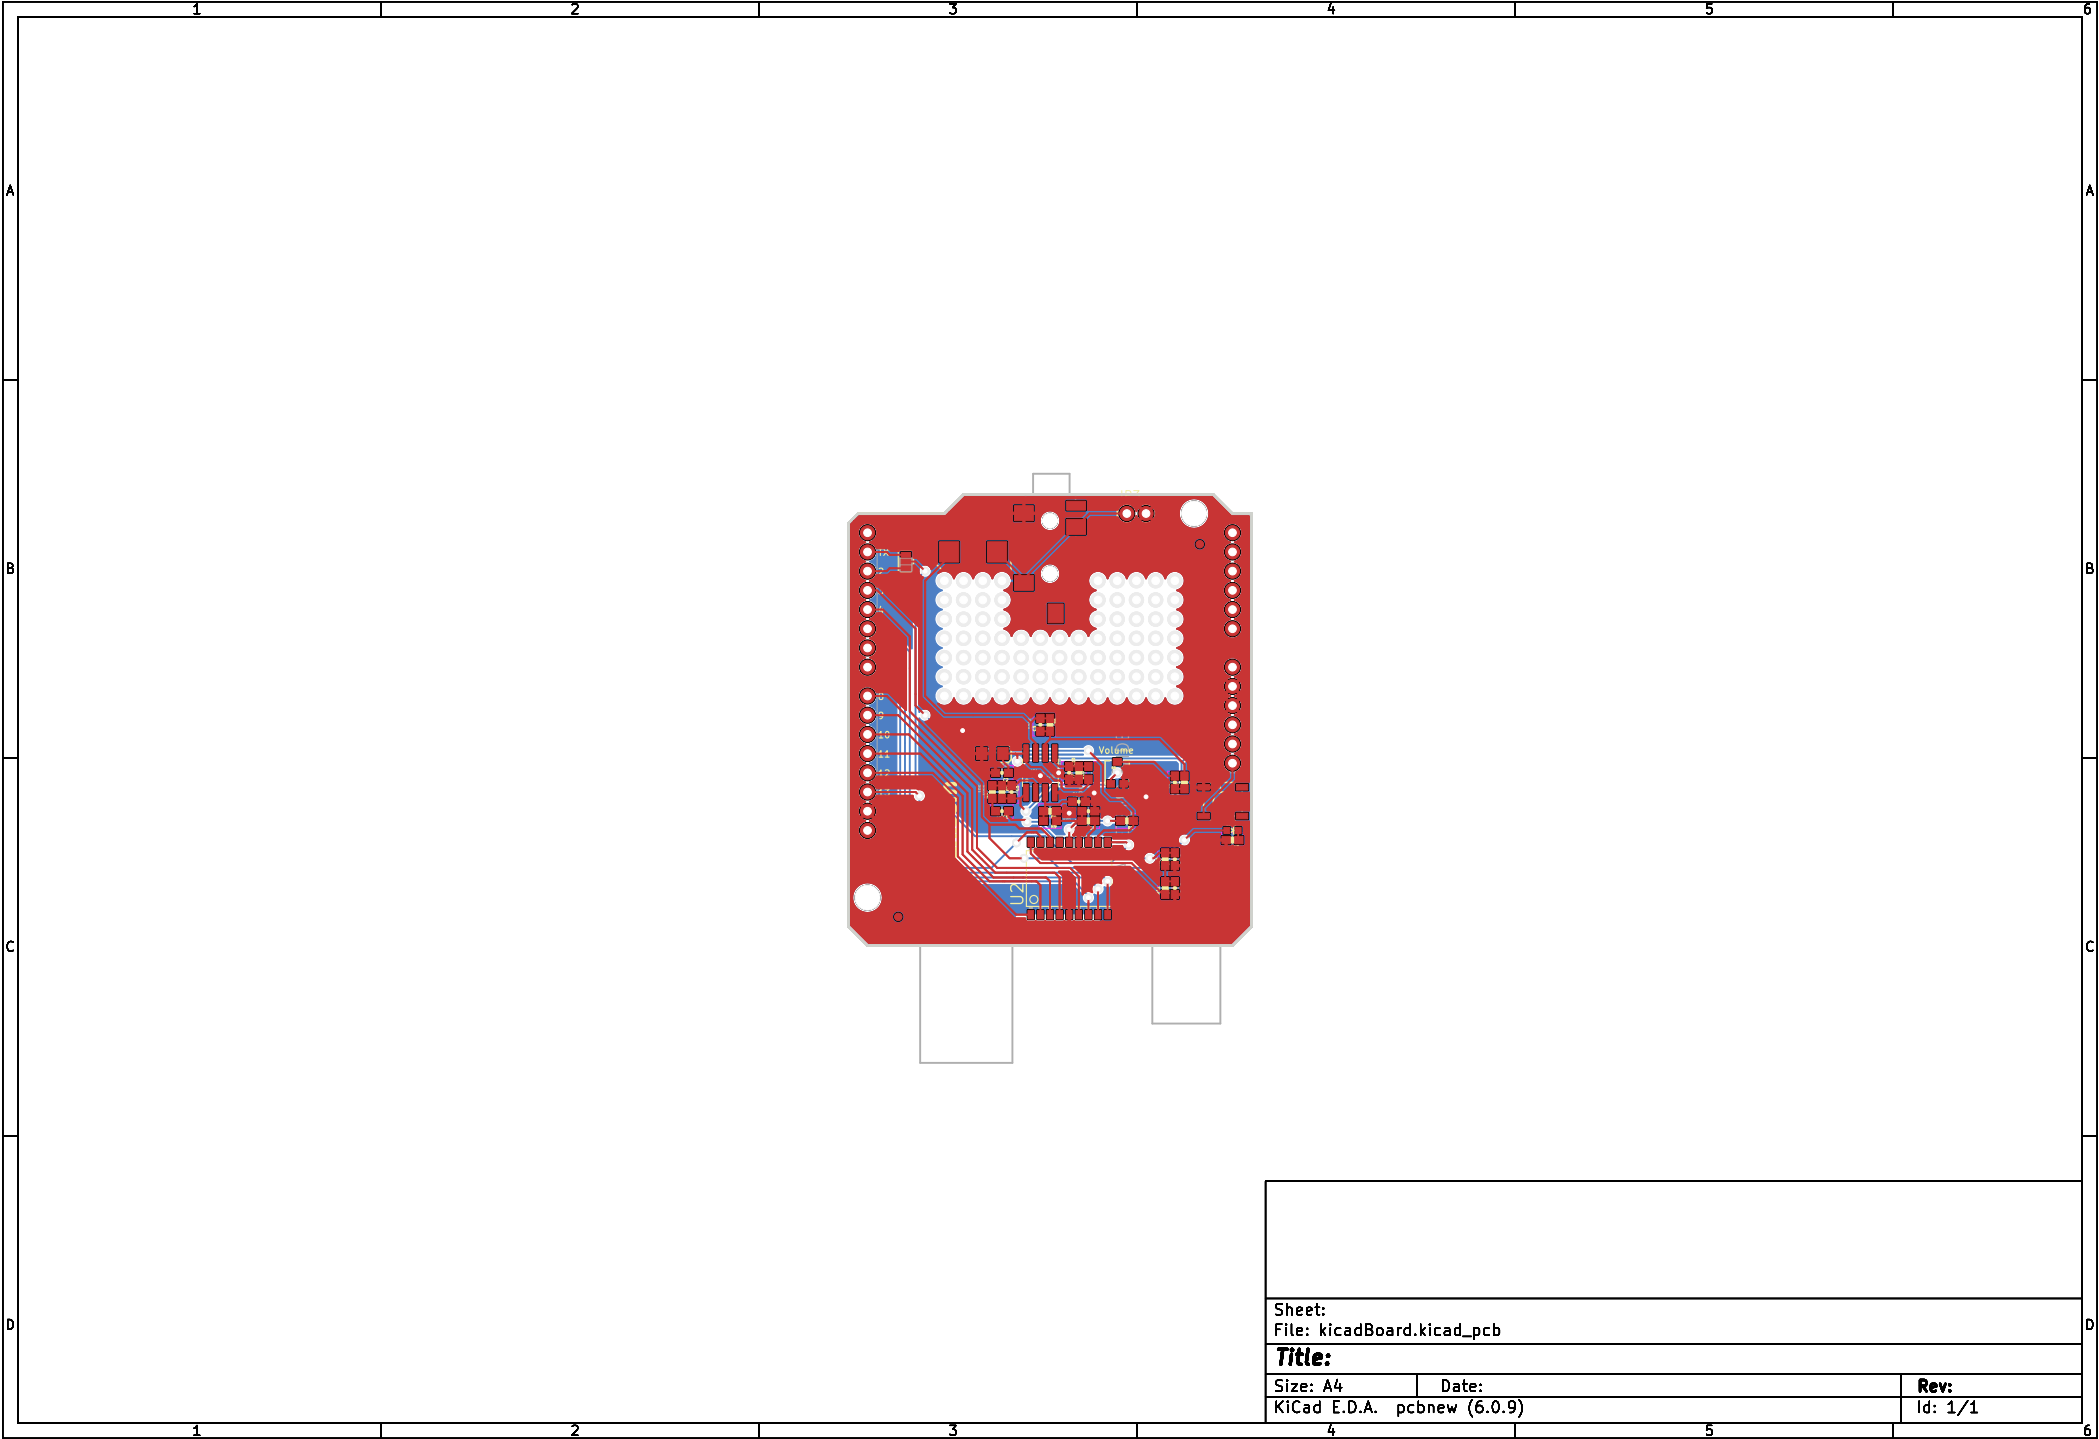 1 2 3 4 5 6
A A
B B
Volume
U2
C C
D D
Sheet:
File: kicadBoard.kicad_pcb
Title:
Size: A4 Date: Rev:
KiCad E.D.A. pcbnew (6.0.9) Id: 1/1
1 2 3 4 5 6